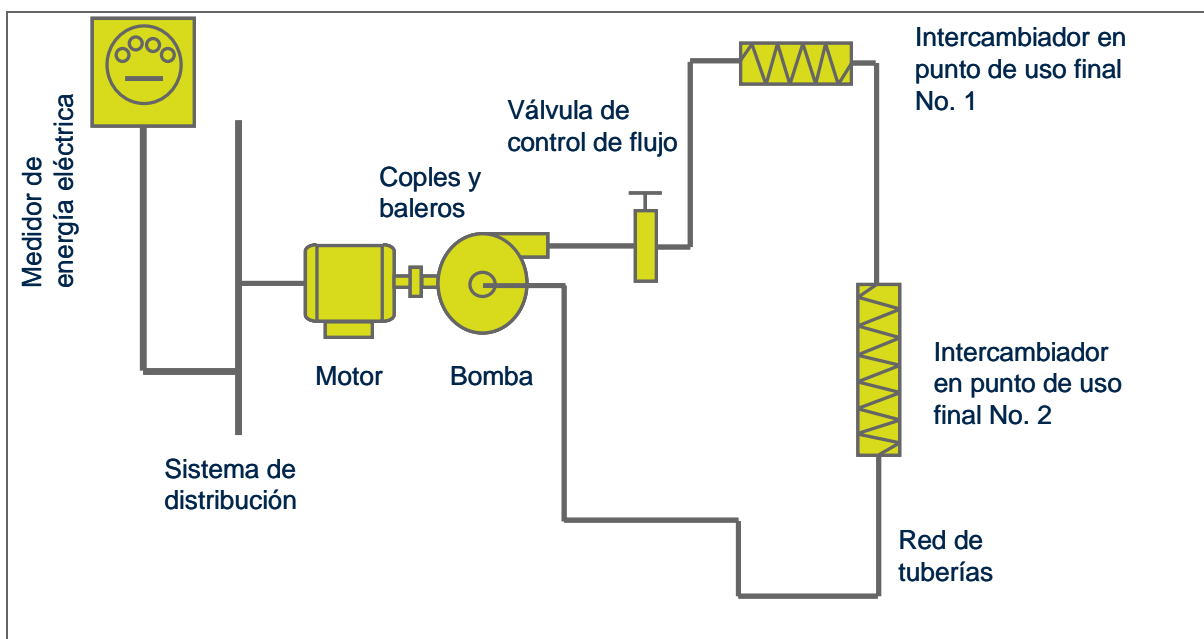 Medidor de
energía eléctrica
Intercambiador en
punto de uso final
No. 1
Válvula de
control de flujo
Coples y
baleros
Motor
Bomba
Intercambiador
en punto de uso
final No. 2
Sistema de
distribución
Red de
tuberías